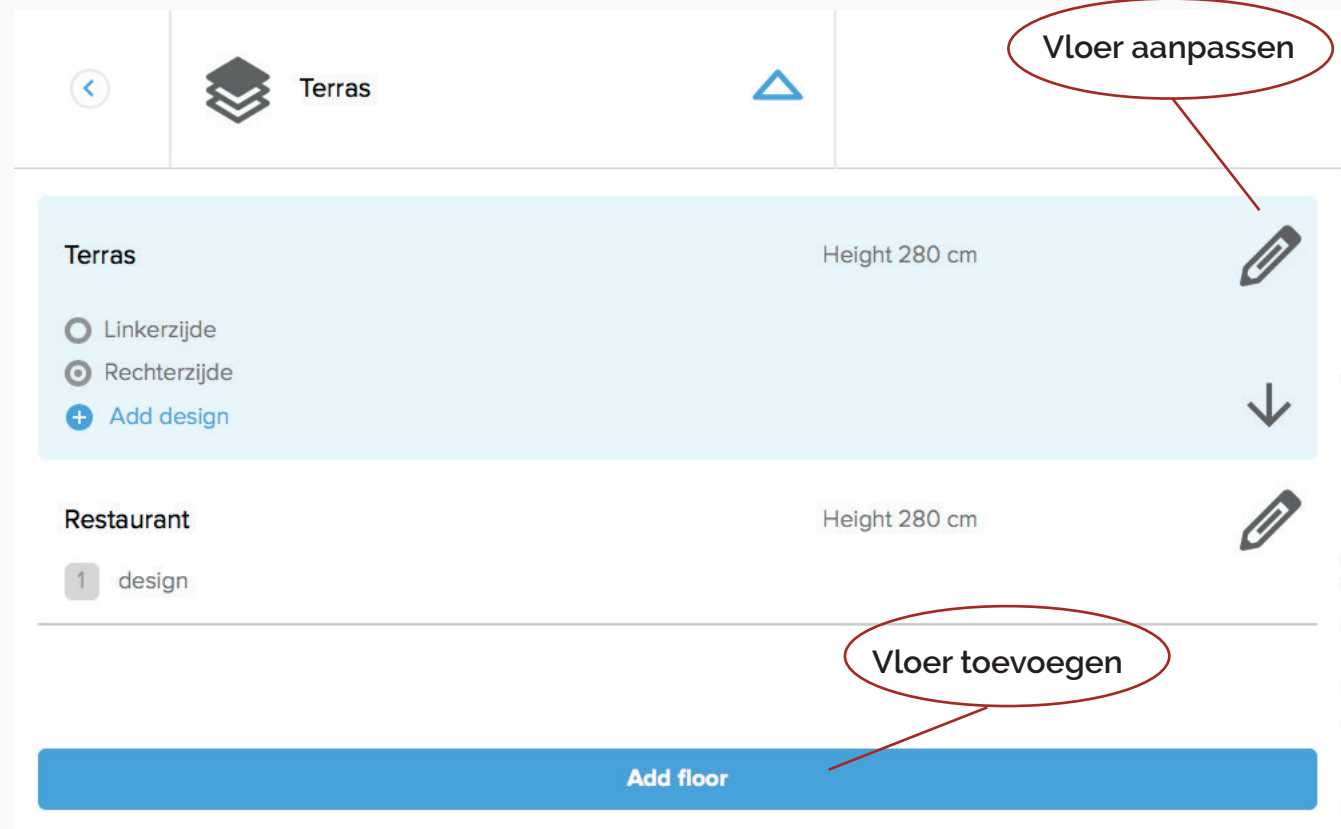 Vloer aanpassen
Terras
Terras
Height 280 cm
Linkerzijde
Rechterzijde
Add design
Restaurant
Height 280 cm
1 design
Vloer toevoegen
Add floor